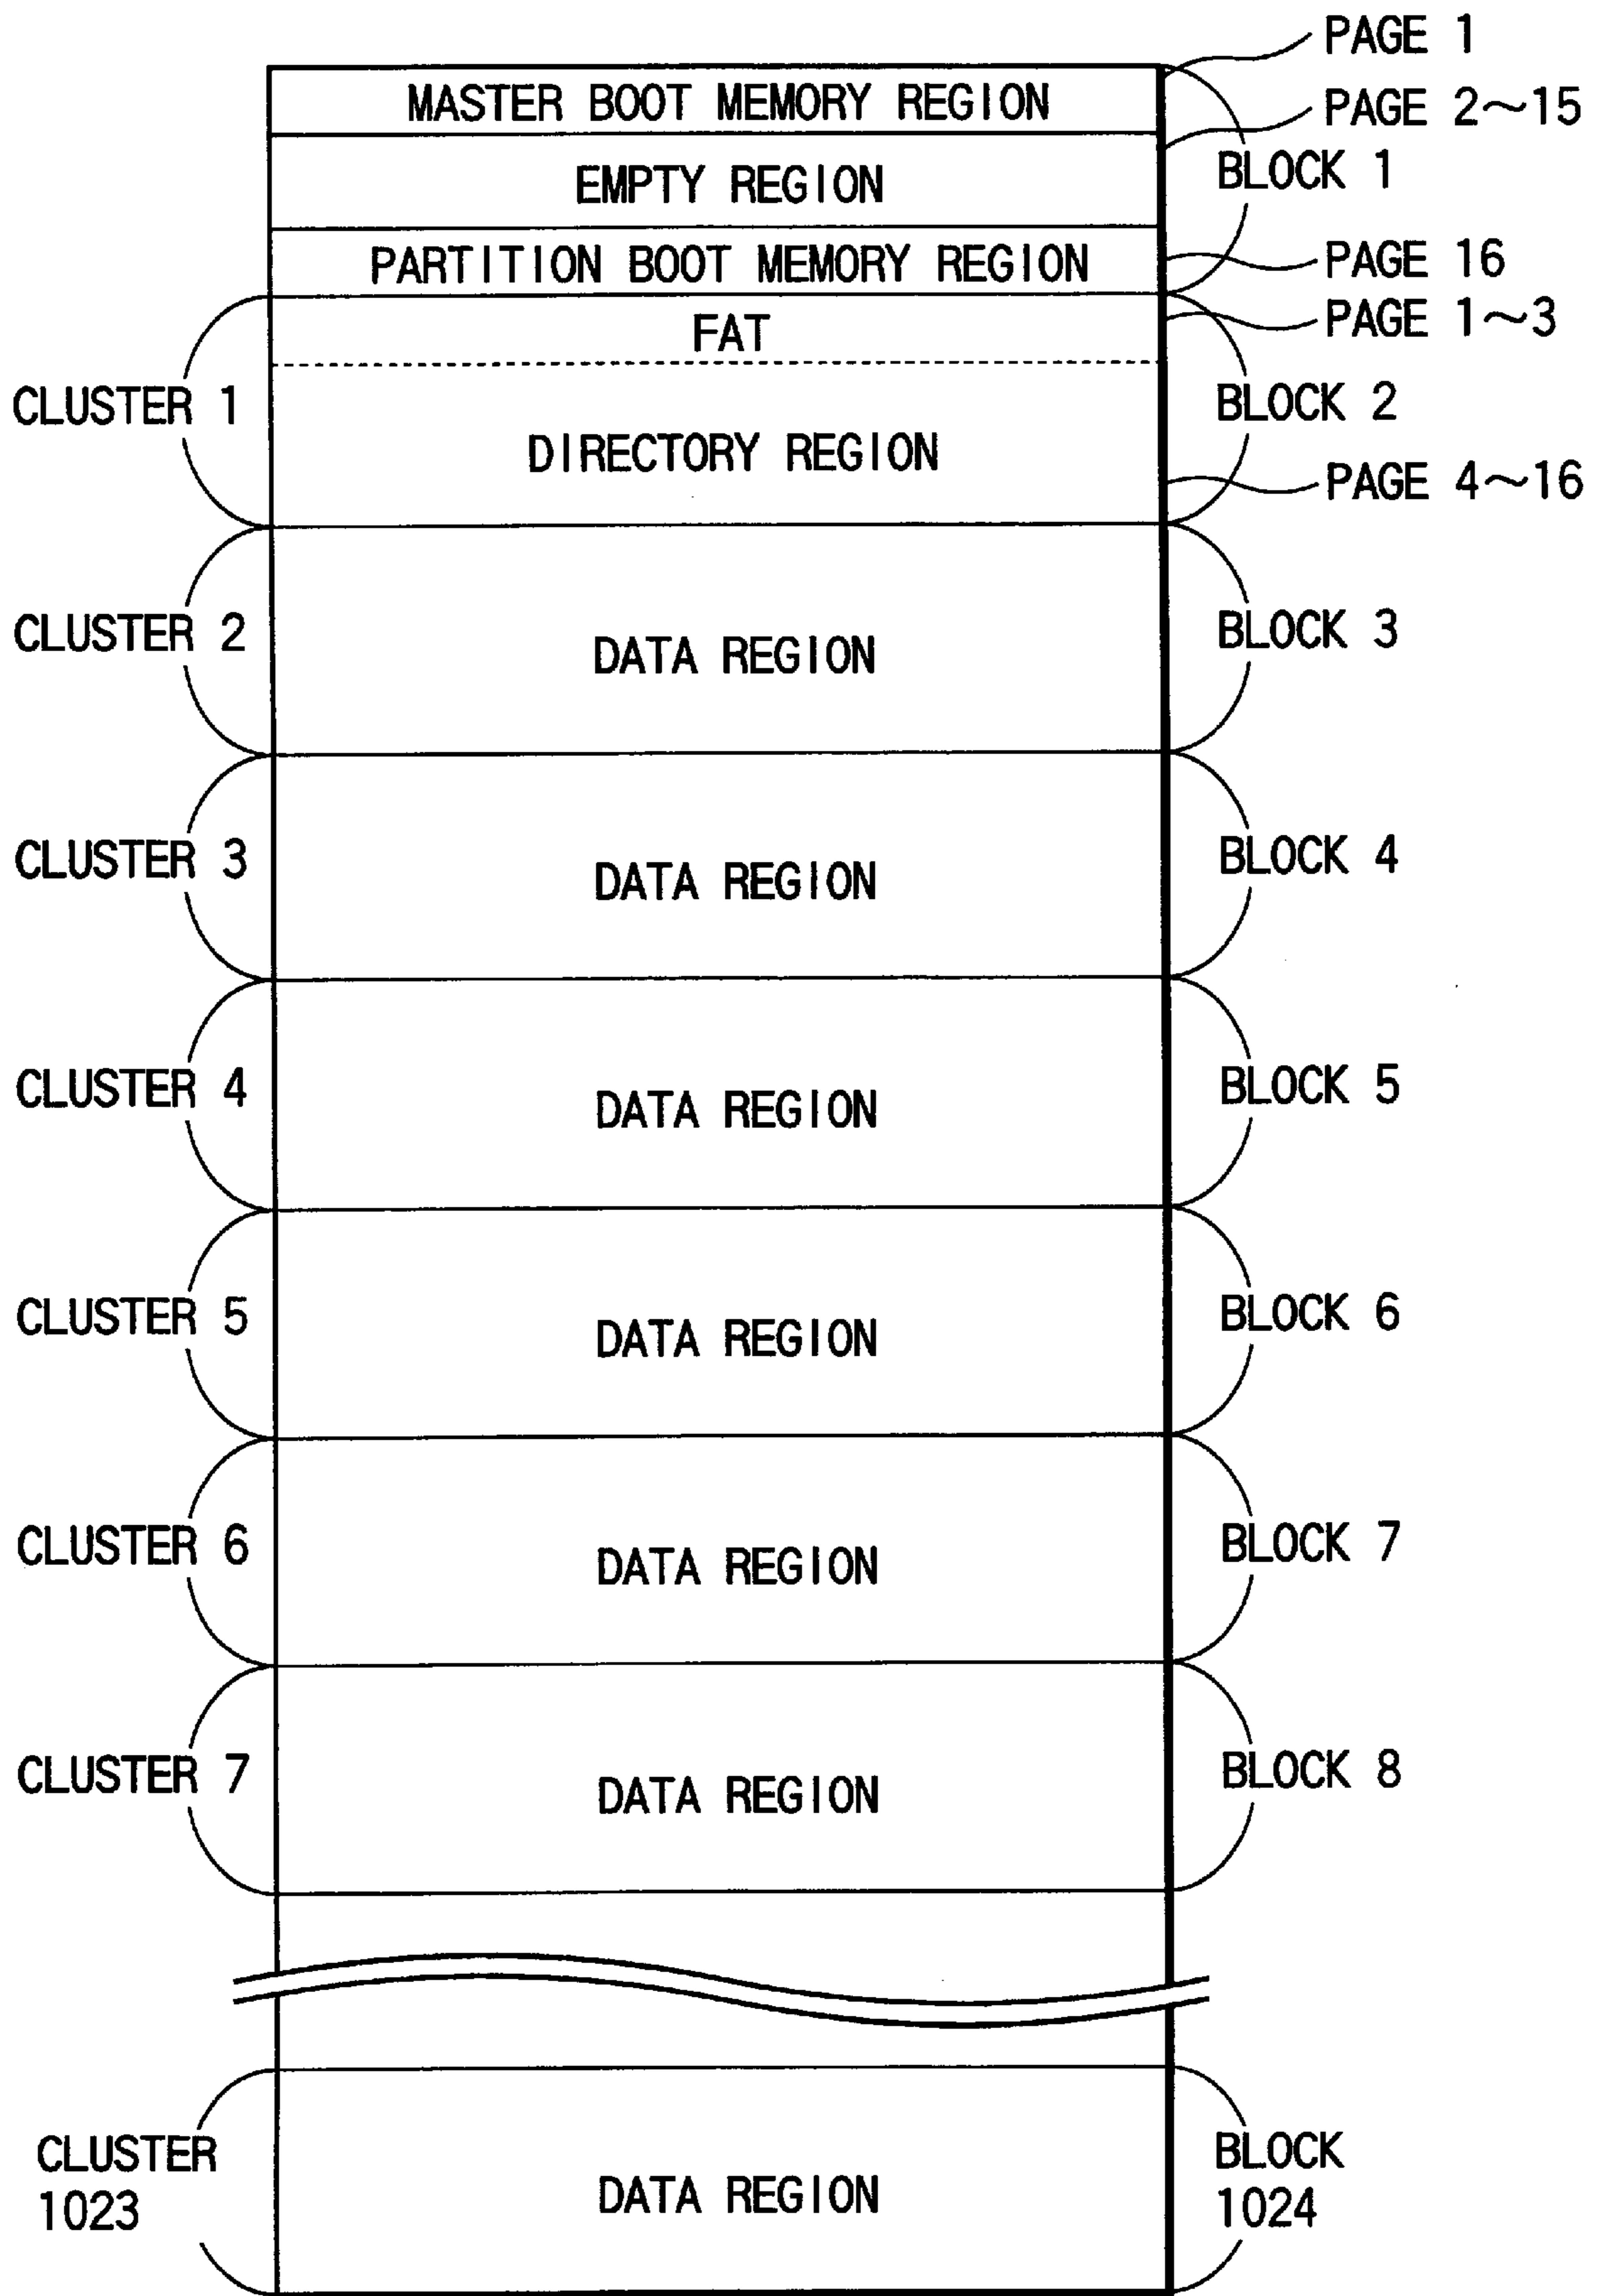 PAGE 1
MASTER BOOT MEMORY REGION
PAGE 2~15
EMPTY REGION
BLOCK 1
PARTITION BOOT MEMORY REGION
PAGE 16
FAT
PAGE 1~3
CLUSTER 1
BLOCK 2
DIRECTORY REGION
PAGE 4~16
CLUSTER 2
DATA REGION
BLOCK 3
CLUSTER 3
DATA REGION
BLOCK 4
CLUSTER 4
DATA REGION
BLOCK 5
CLUSTER 5
DATA REGION
BLOCK 6
CLUSTER 6
DATA REGION
BLOCK 7
CLUSTER 7
DATA REGION
BLOCK 8
CLUSTER
1023
DATA REGION
BLOCK
1024